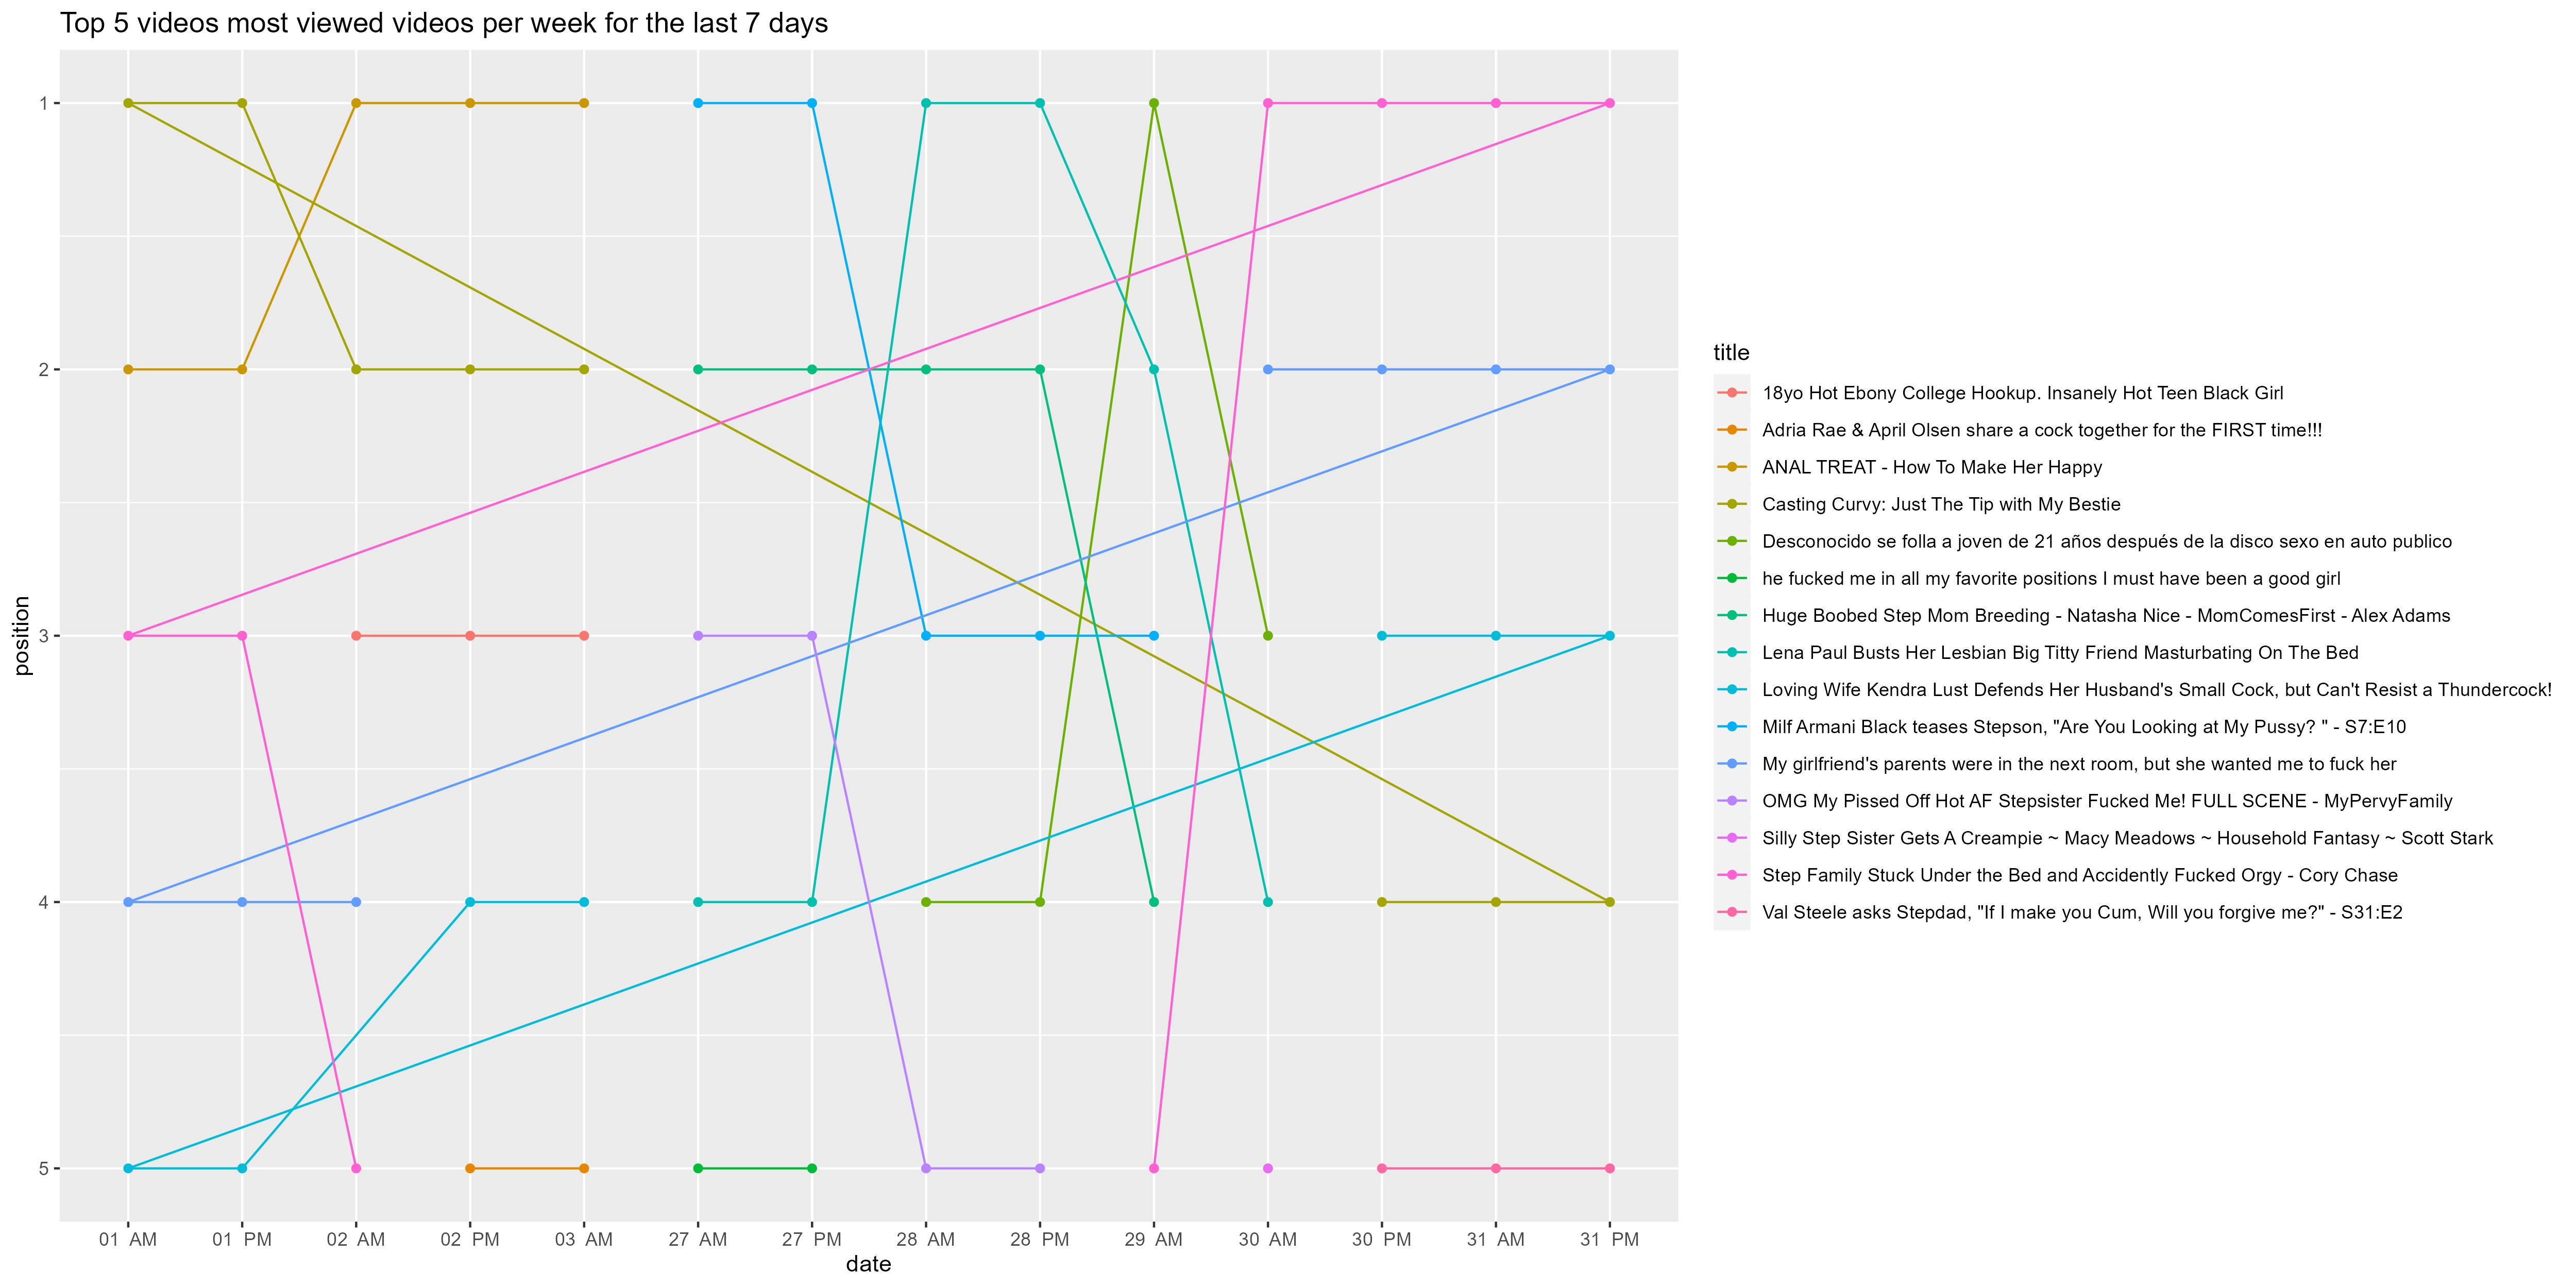 Top 5 videos most viewed videos per week for the last 7 days
position
1
2
3
4
5
01 AM 01 PM 02 AM 02 PM 03 AM 27 AM 27 PM 28 AM 28 PM 29 AM 30 AM 30 PM 31 AM 31 PM
date
title
18yo Hot Ebony College Hookup. Insanely Hot Teen Black Girl
Adria Rae & April Olsen share a cock together for the FIRST time!!!
ANAL TREAT - How To Make Her Happy
Casting Curvy: Just The Tip with My Bestie
Desconocido se folla a joven de 21 años después de la disco sexo en auto publico
he fucked me in all my favorite positions I must have been a good girl
Huge Boobed Step Mom Breeding - Natasha Nice - MomComesFirst - Alex Adams
Lena Paul Busts Her Lesbian Big Titty Friend Masturbating On The Bed
Loving Wife Kendra Lust Defends Her Husband's Small Cock, but Can't Resist a Thundercock!
Milf Armani Black teases Stepson, "Are You Looking at My Pussy? " - S7:E10
My girlfriend's parents were in the next room, but she wanted me to fuck her
OMG My Pissed Off Hot AF Stepsister Fucked Me! FULL SCENE - MyPervyFamily
Silly Step Sister Gets A Creampie ~ Macy Meadows ~ Household Fantasy ~ Scott Stark
Step Family Stuck Under the Bed and Accidently Fucked Orgy - Cory Chase
Val Steele asks Stepdad, "If I make you Cum, Will you forgive me?" - S31:E2